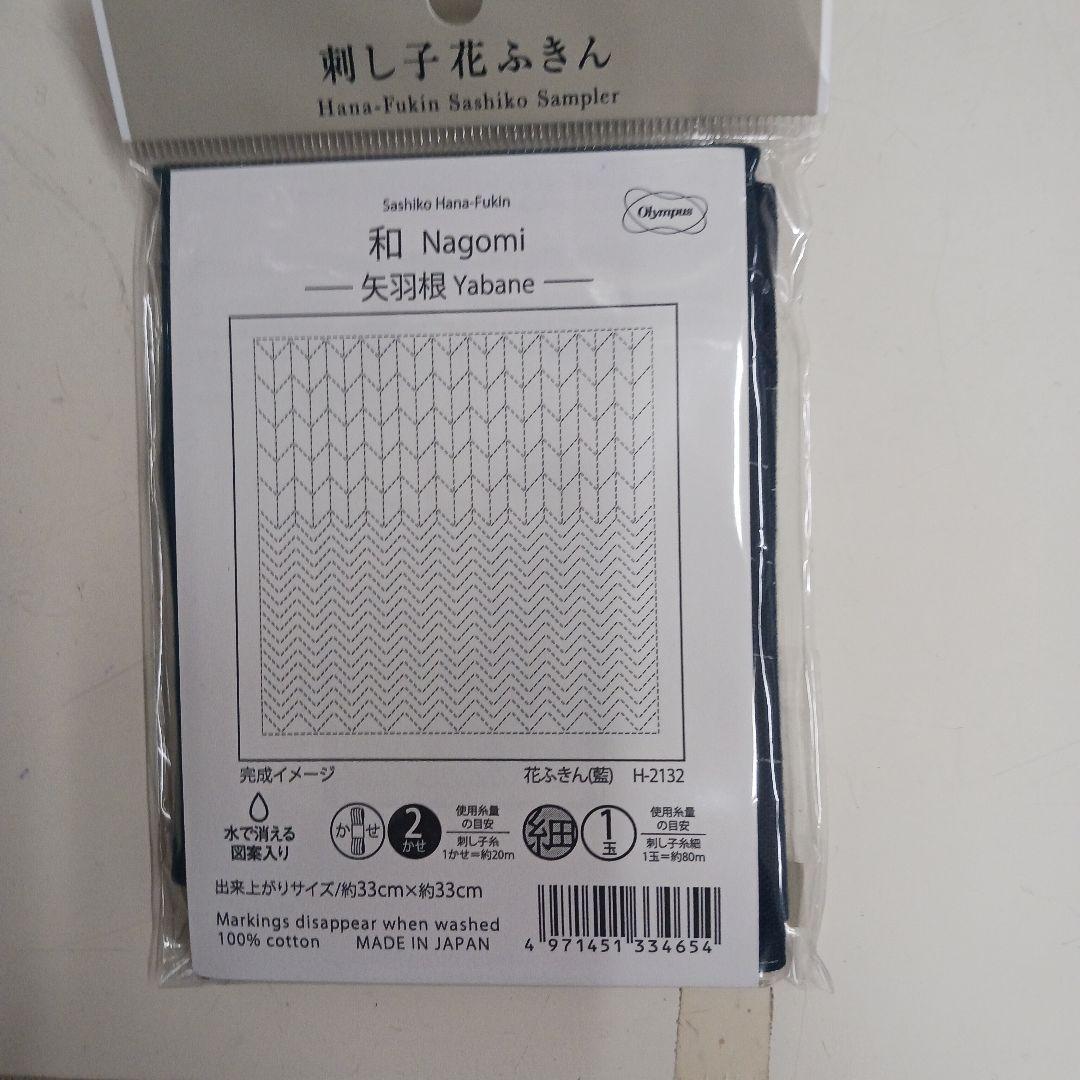 刺し子花ふきん
Hana-Fukin Sashiko Sampler
Sashiko Hana-Fukin
Olympus
和 Nagomi
矢羽根 Yabane
完成イメージ
花ふきん(藍) H-2132
水で消える
図案入り
かせ
2
かせ
使用糸量
の目安
刺し子糸
1かせ=約20m
細
1
玉
使用糸量
の目安
刺し子糸細
1玉=約80m
出来上がりサイズ/約33cm×約33cm
Markings disappear when washed
100% cotton MADE IN JAPAN
4 971451 334654